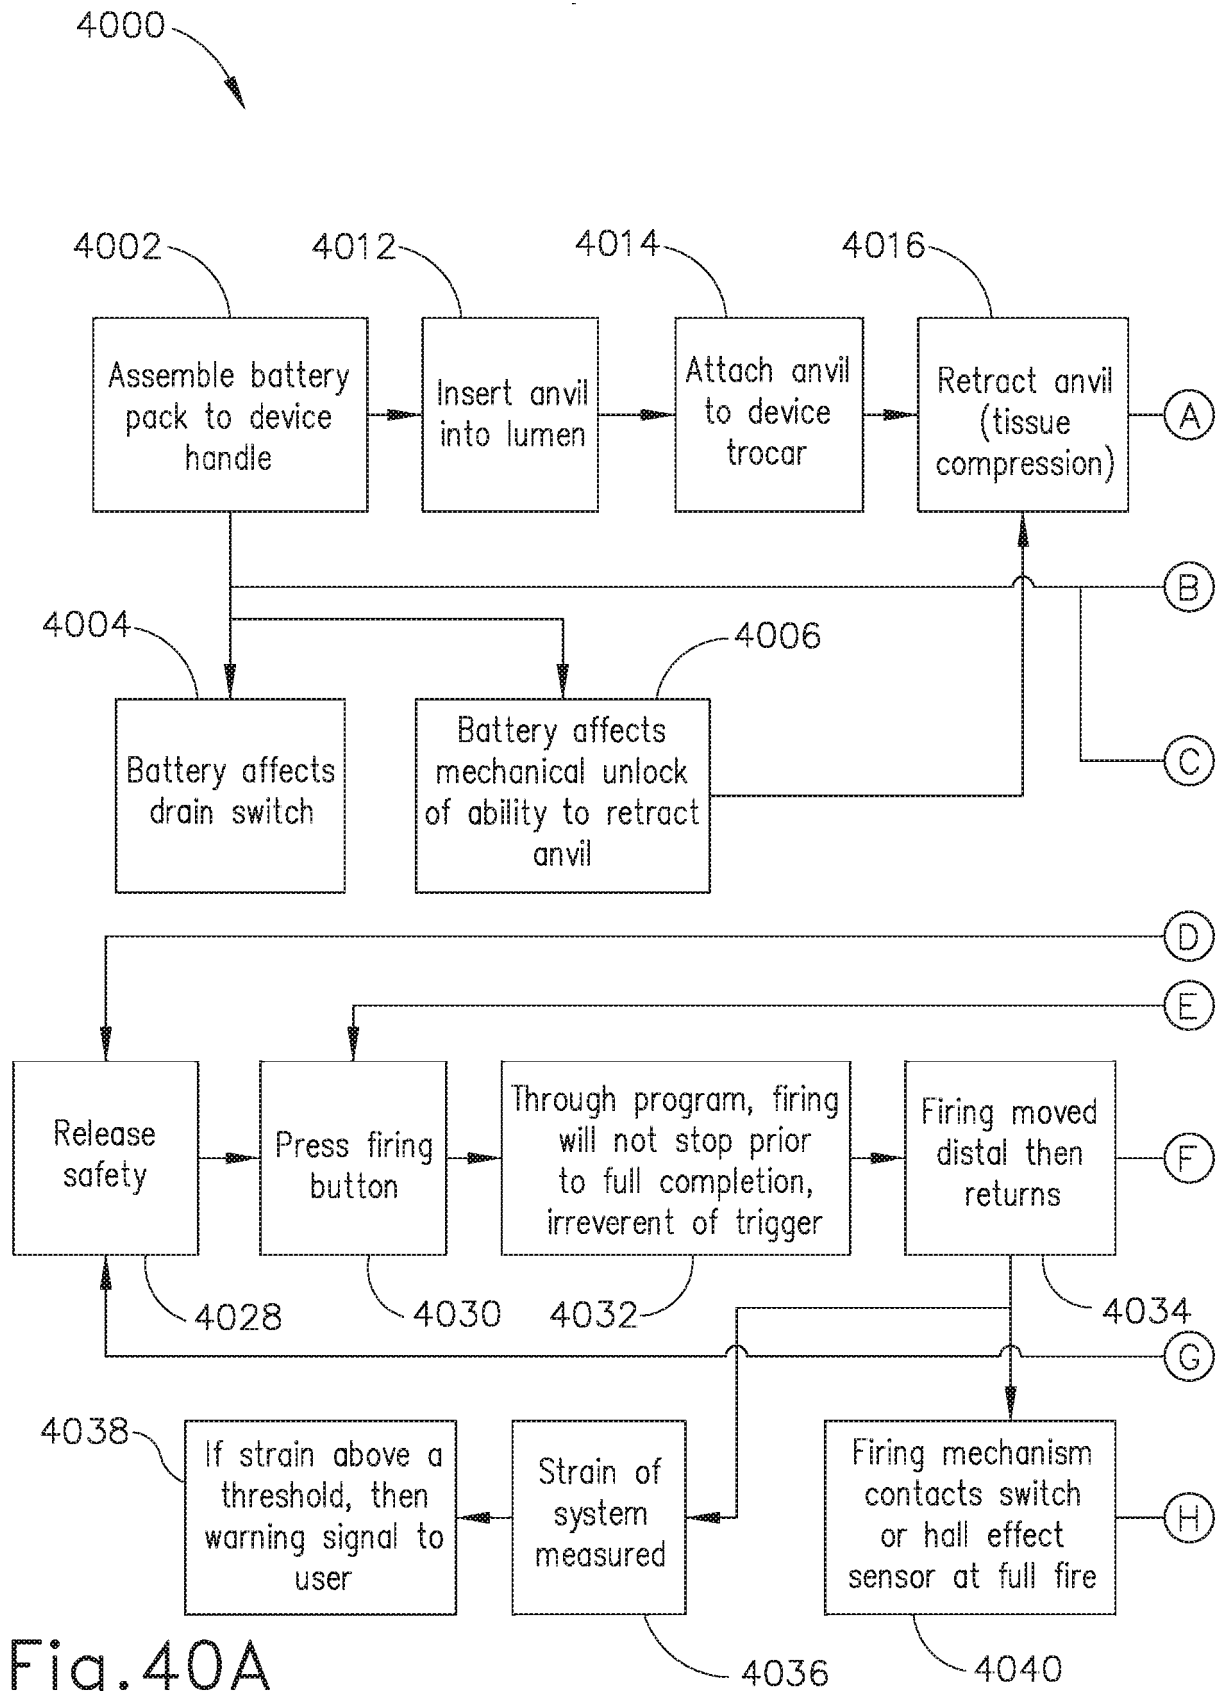 4000
4002
4012
4014
4016
Assemble battery
pack to device
handle
Insert anvil
into lumen
Attach anvil
to device
trocar
Retract anvil
(tissue
compression)
A
B
4004
4006
Battery affects
drain switch
Battery affects
mechanical unlock
of ability to retract
anvil
C
D
E
Release
safety
Press firing
button
Through program, firing
will not stop prior
to full completion,
irreverent of trigger
Firing moved
distal then
returns
F
4028
4030
4032
4034
G
4038
If strain above a
threshold, then
warning signal to
user
Strain of
system
measured
Firing mechanism
contacts switch
or hall effect
sensor at full fire
H
4036
4040
Fig.40A